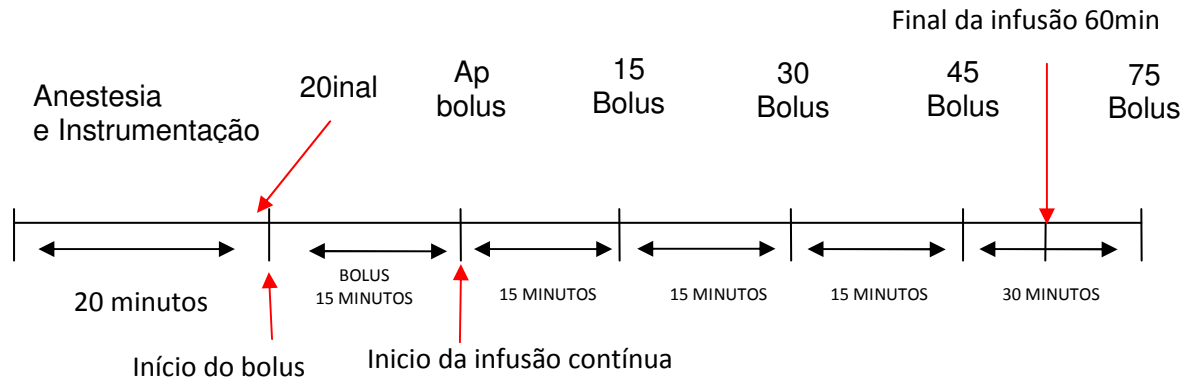 Final da infusão 60min
Anestesia
e Instrumentação
20inal
Ap
bolus
15
Bolus
30
Bolus
45
Bolus
75
Bolus
20 minutos
BOLUS
15 MINUTOS
15 MINUTOS
15 MINUTOS
15 MINUTOS
30 MINUTOS
Início do bolus
Inicio da infusão contínua